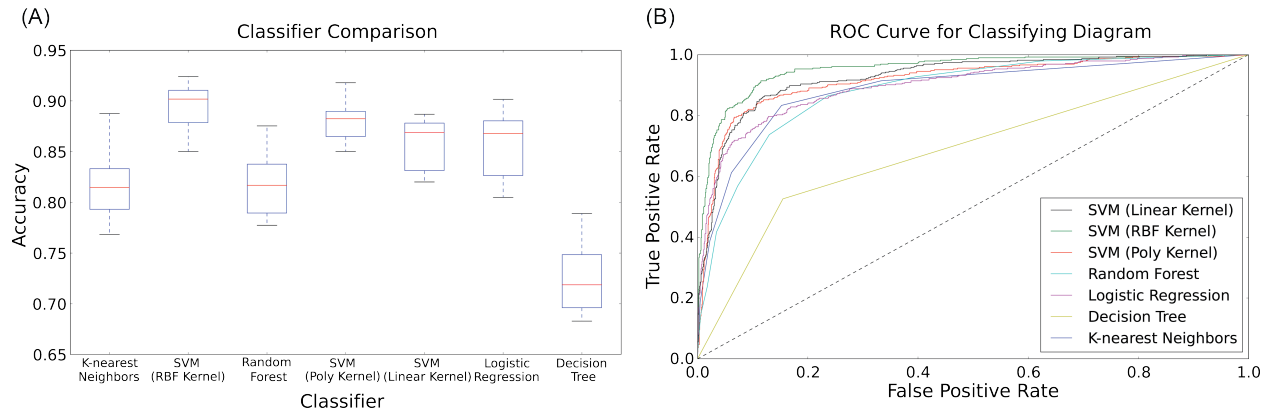 (A)
Classifier Comparison
Accuracy
0.95
0.90
0.85
0.80
0.75
0.70
0.65
K-nearest
Neighbors
SVM
(RBF Kernel)
Random
Forest
SVM
(Poly Kernel)
SVM
(Linear Kernel)
Logistic
Regression
Decision
Tree
Classifier
(B)
ROC Curve for Classifying Diagram
True Positive Rate
1.0
0.8
0.6
0.4
0.2
0.0
SVM (Linear Kernel)
SVM (RBF Kernel)
SVM (Poly Kernel)
Random Forest
Logistic Regression
Decision Tree
K-nearest Neighbors
0.0 0.2 0.4 0.6 0.8 1.0
False Positive Rate